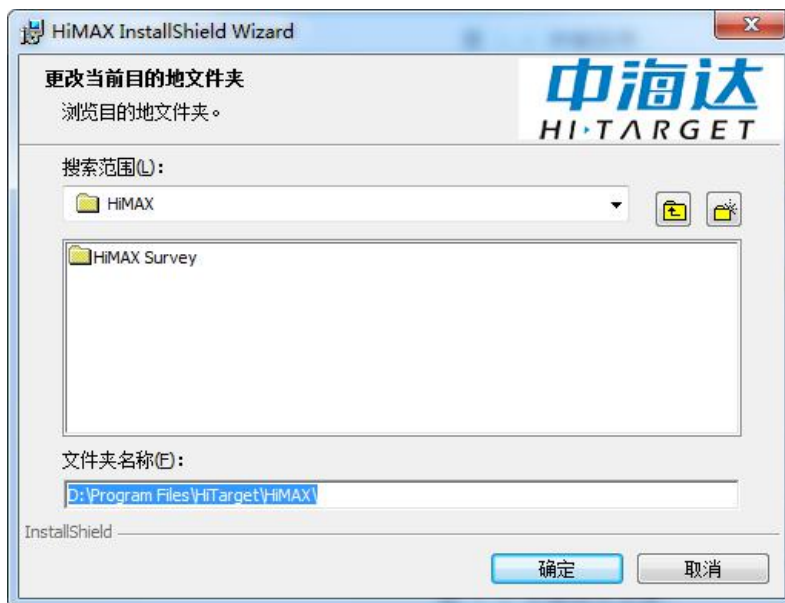 HiMAX InstallShield Wizard
更改当前目的地文件夹
浏览目的地文件夹。
中海达
HI·TARGET
搜索范围(L):
HiMAX
HiMAX Survey
文件夹名称(F):
D:\Program Files\HiTarget\HiMAX\
InstallShield
确定
取消